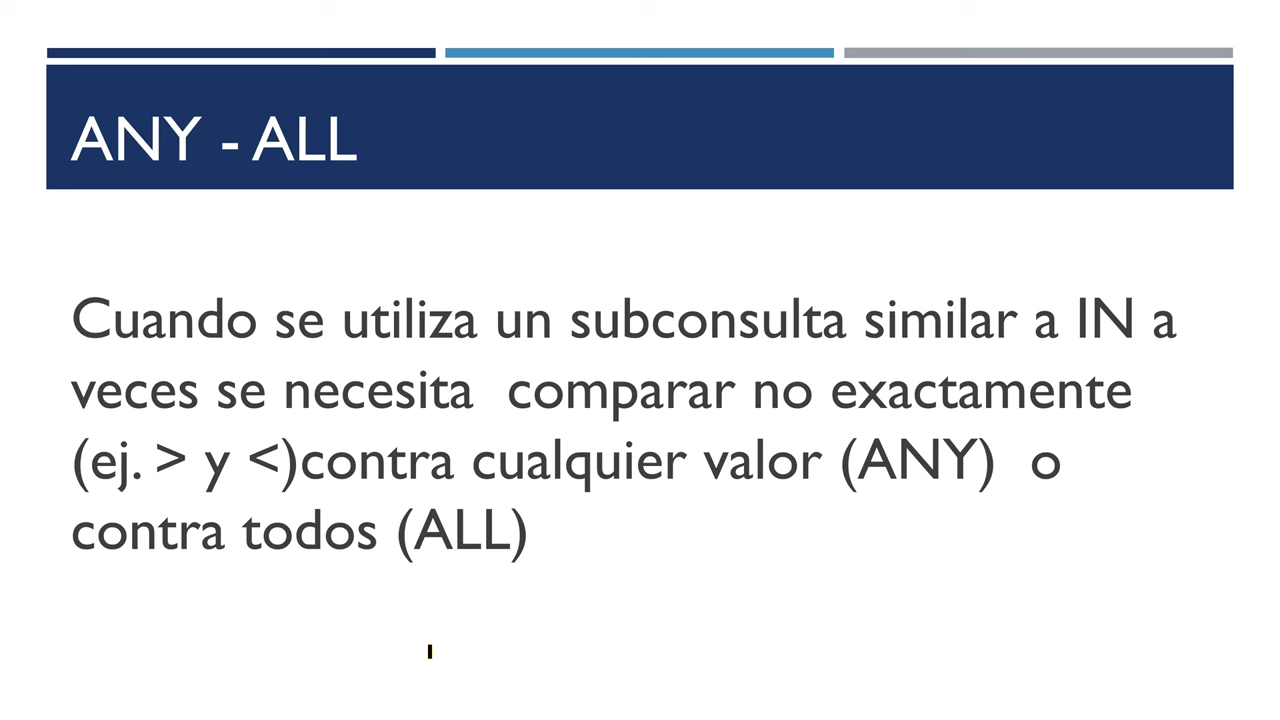 ANY - ALL
Cuando se utiliza un subconsulta similar a IN a
veces se necesita  comparar no exactamente
(ej. > y <)contra cualquier valor (ANY)  o
contra todos (ALL)